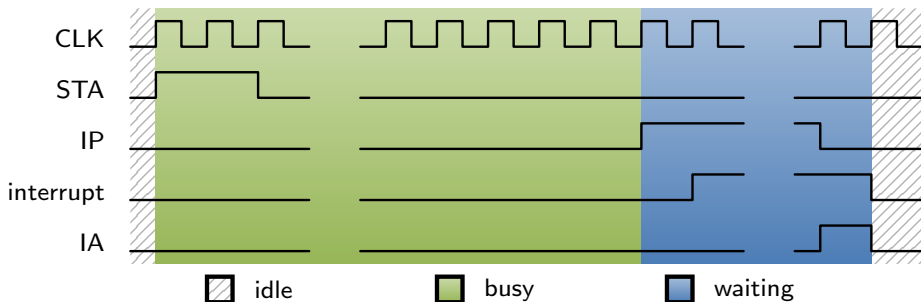 CLK
STA
IP
interrupt
IA
idle busy waiting